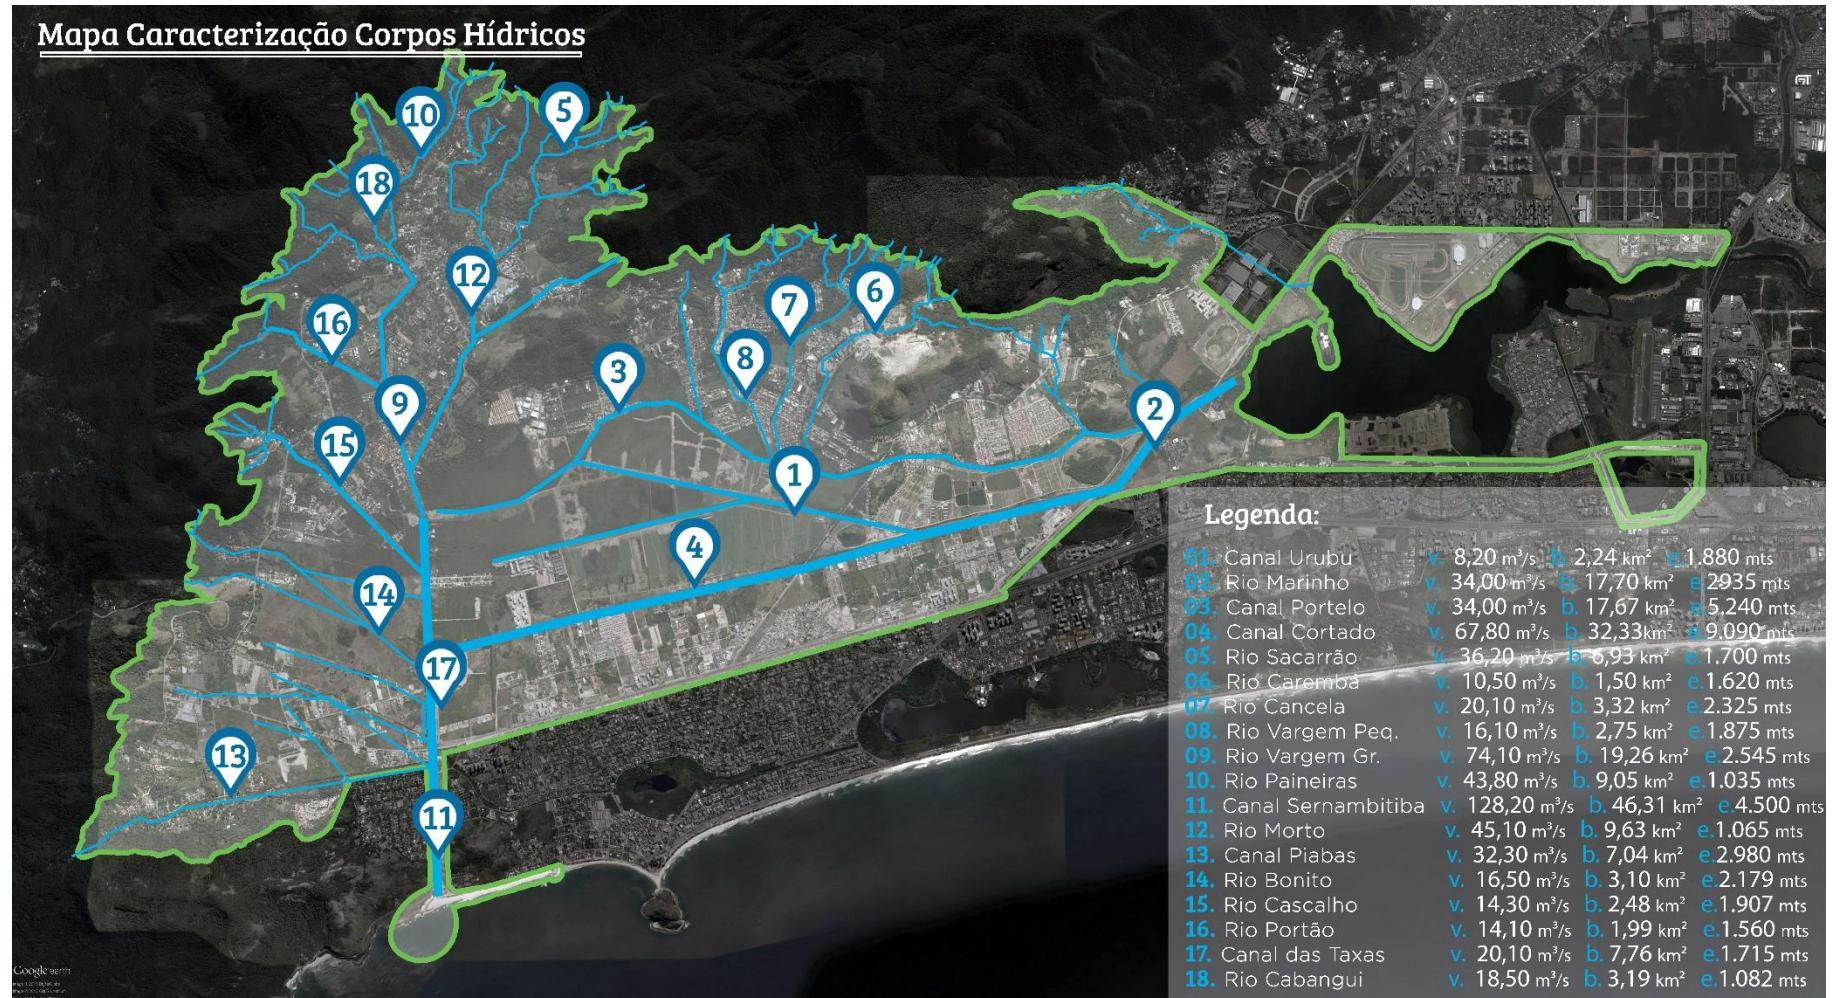 Mapa Caracterização Corpos Hídricos
10
5
18
12
6
7
16
8
3
9
2
15
1
4
14
17
13
11
Legenda:
01. Canal Urubu v. 8,20 m³/s b. 2,24 km² e.1.880 mts
02. Rio Marinho v. 34,00 m³/s b. 17,70 km² e.2935 mts
03. Canal Portelo v. 34,00 m³/s b. 17,67 km² e.5.240 mts
04. Canal Cortado v. 67,80 m³/s b. 32,33km² e.9.090 mts
05. Rio Sacarrão v. 36,20 m³/s b. 6,93 km² e.1.700 mts
06. Rio Carembá v. 10,50 m³/s b. 1,50 km² e.1.620 mts
07. Rio Cancela v. 20,10 m³/s b. 3,32 km² e.2.325 mts
08. Rio Vargem Peq. v. 16,10 m³/s b. 2,75 km² e.1.875 mts
09. Rio Vargem Gr. v. 74,10 m³/s b. 19,26 km² e.2.545 mts
10. Rio Paineiras v. 43,80 m³/s b. 9,05 km² e.1.035 mts
11. Canal Sernambitiba v. 128,20 m³/s b. 46,31 km² e.4.500 mts
12. Rio Morto v. 45,10 m³/s b. 9,63 km² e.1.065 mts
13. Canal Piabas v. 32,30 m³/s b. 7,04 km² e.2.980 mts
14. Rio Bonito v. 16,50 m³/s b. 3,10 km² e.2.179 mts
15. Rio Cascalho v. 14,30 m³/s b. 2,48 km² e.1.907 mts
16. Rio Portão v. 14,10 m³/s b. 1,99 km² e.1.560 mts
17. Canal das Taxas v. 20,10 m³/s b. 7,76 km² e.1.715 mts
18. Rio Cabangui v. 18,50 m³/s b. 3,19 km² e.1.082 mts
Google earth